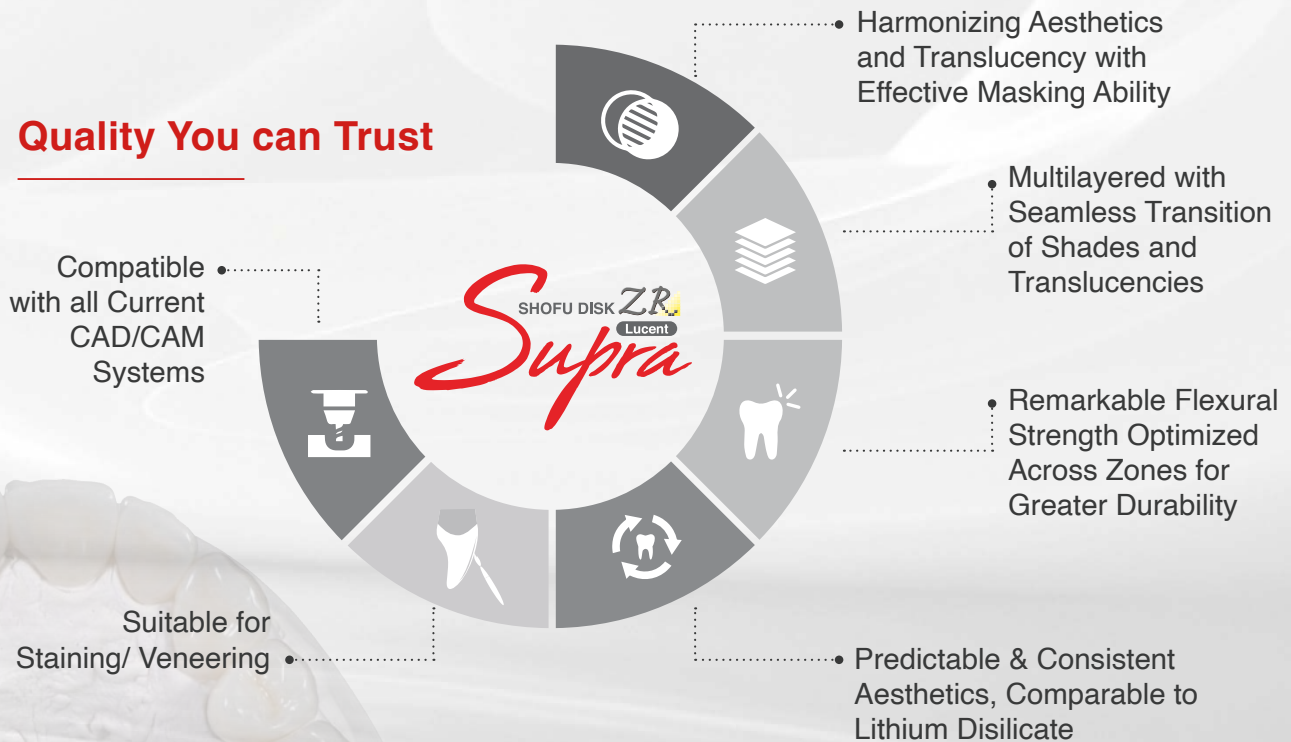 Quality You can Trust
Harmonizing Aesthetics
and Translucency with
Effective Masking Ability
Multilayered with
Seamless Transition
of Shades and
Translucencies
Remarkable Flexural
Strength Optimized
Across Zones for
Greater Durability
Predictable & Consistent
Aesthetics, Comparable to
Lithium Disilicate
Suitable for
Staining/ Veneering
Compatible
with all Current
CAD/CAM
Systems
SHOFU DISK ZR
Lucent
Supra